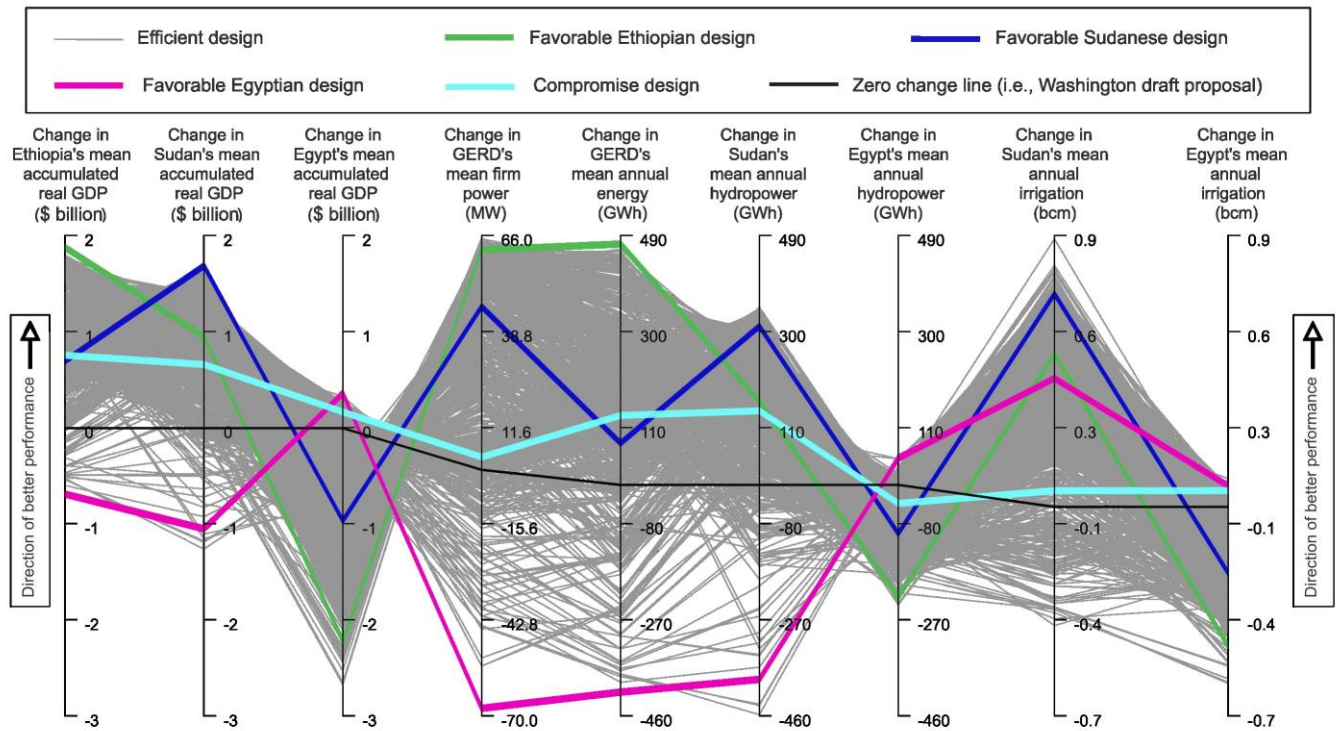 Efficient design
Favorable Ethiopian design
Favorable Sudanese design
Favorable Egyptian design
Compromise design
Zero change line (i.e., Washington draft proposal)
Change in
Ethiopia's mean
accumulated
real GDP
($ billion)
Change in
Sudan's mean
accumulated
real GDP
($ billion)
Change in
Egypt's mean
accumulated
real GDP
($ billion)
Change in
GERD's
mean firm
power
(MW)
Change in
GERD's
mean annual
energy
(GWh)
Change in
Sudan's
mean annual
hydropower
(GWh)
Change in
Egypt's mean
annual
hydropower
(GWh)
Change in
Sudan's mean
annual
irrigation
(bcm)
Change in
Egypt's mean
annual
irrigation
(bcm)
2 2 2 66.0 490 490 490 0.9 0.9
1 1 1 38.8 300 300 300 0.6 0.6
0 0 0 11.6 110 110 110 0.3 0.3
-1 -1 -1 -15.6 -80 -80 -80 -0.1 -0.1
-2 -2 -2 -42.8 -270 -270 -270 -0.4 -0.4
-3 -3 -3 -70.0 -460 -460 -460 -0.7 -0.7
Direction of better performance
Direction of better performance